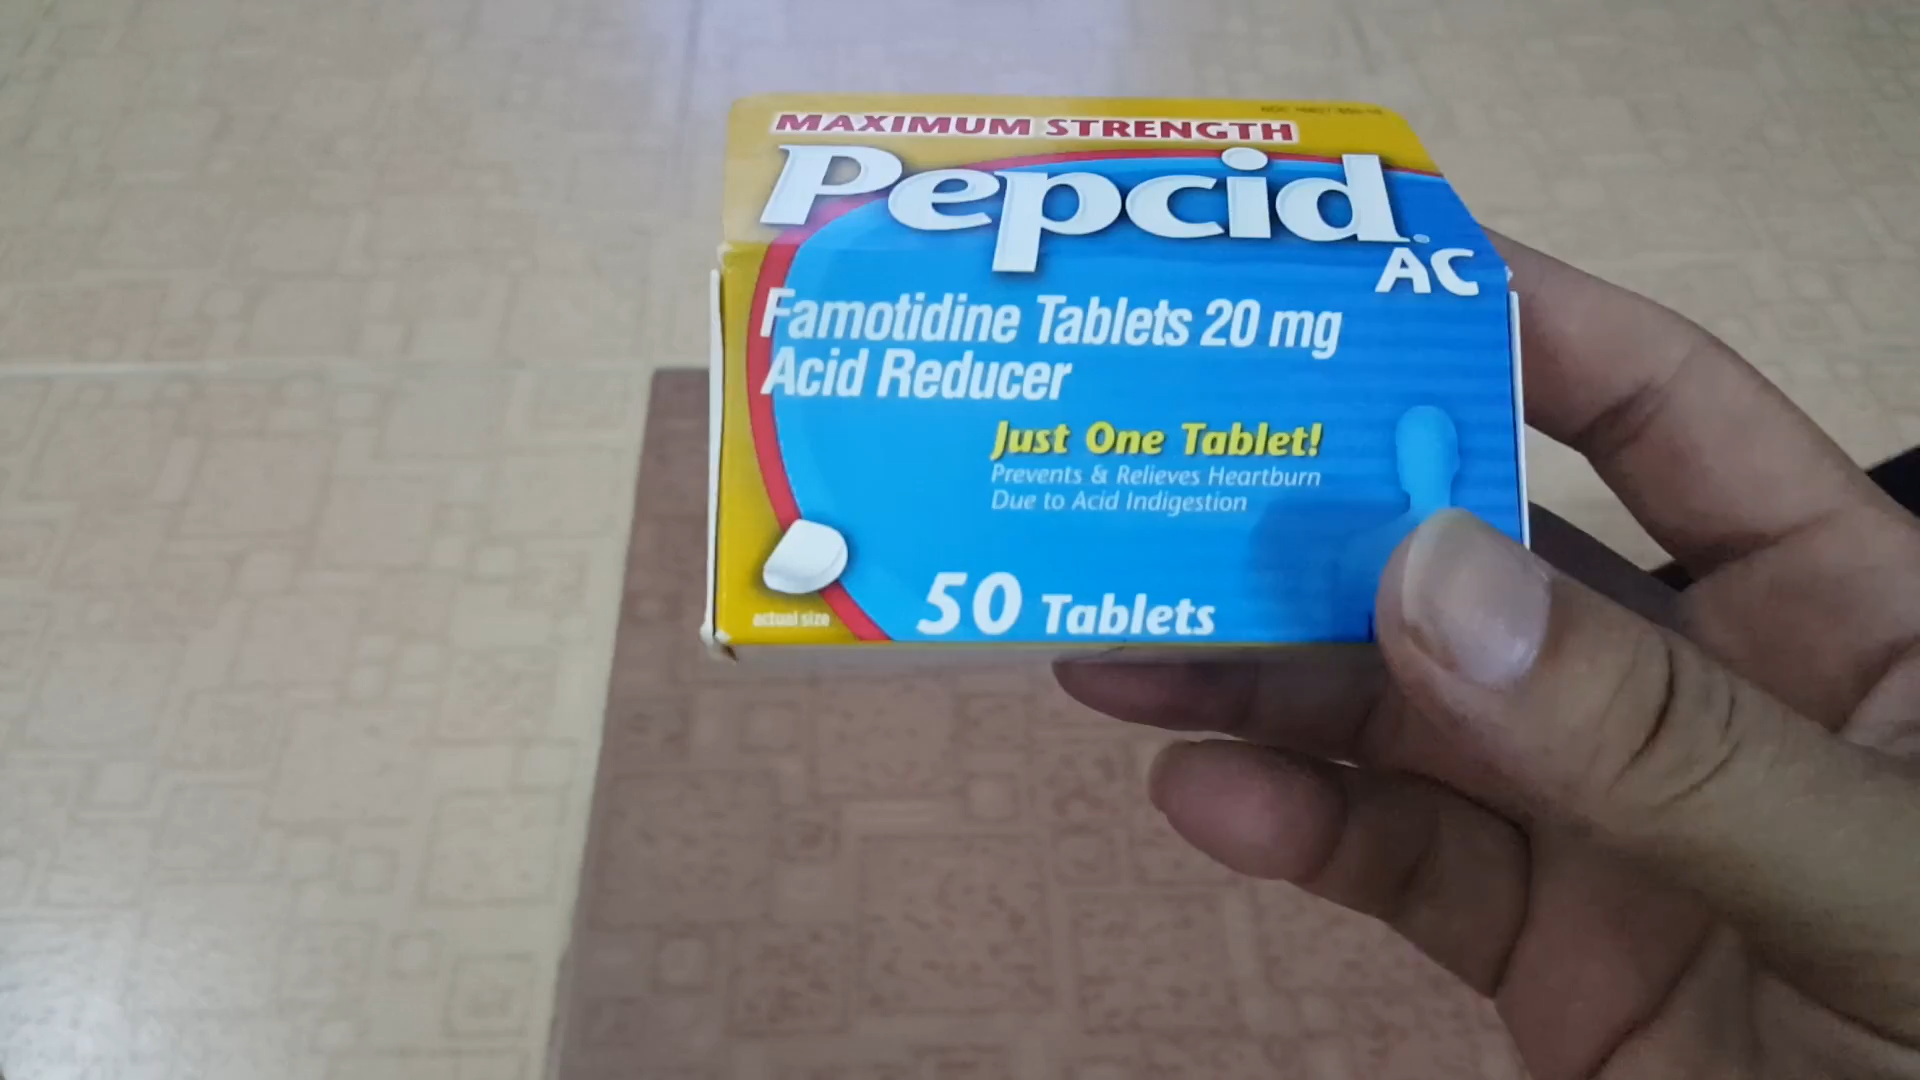 MAXIMUM STRENGTH
Pepcid
AC
Famotidine Tablets 20 mg
Acid Reducer
Just One Tablet!
Prevents & Relieves Heartburn
Due to Acid Indigestion
actual size
50 Tablets